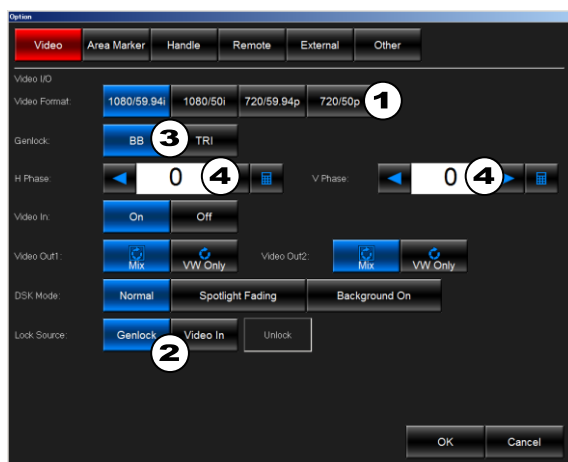 Option
Video Area Marker Handle Remote External Other
Video I/O
Video Format: 1080/59.94i 1080/50i 720/59.94p 720/50p 1
Genlock: BB 3 TRI
H Phase: 0 4 V Phase: 0 4
Video In: On Off
Video Out1: Mix VW Only Video Out2: Mix VW Only
DSK Mode: Normal Spotlight Fading Background On
Lock Source: Genlock 2 Video In Unlock
OK Cancel